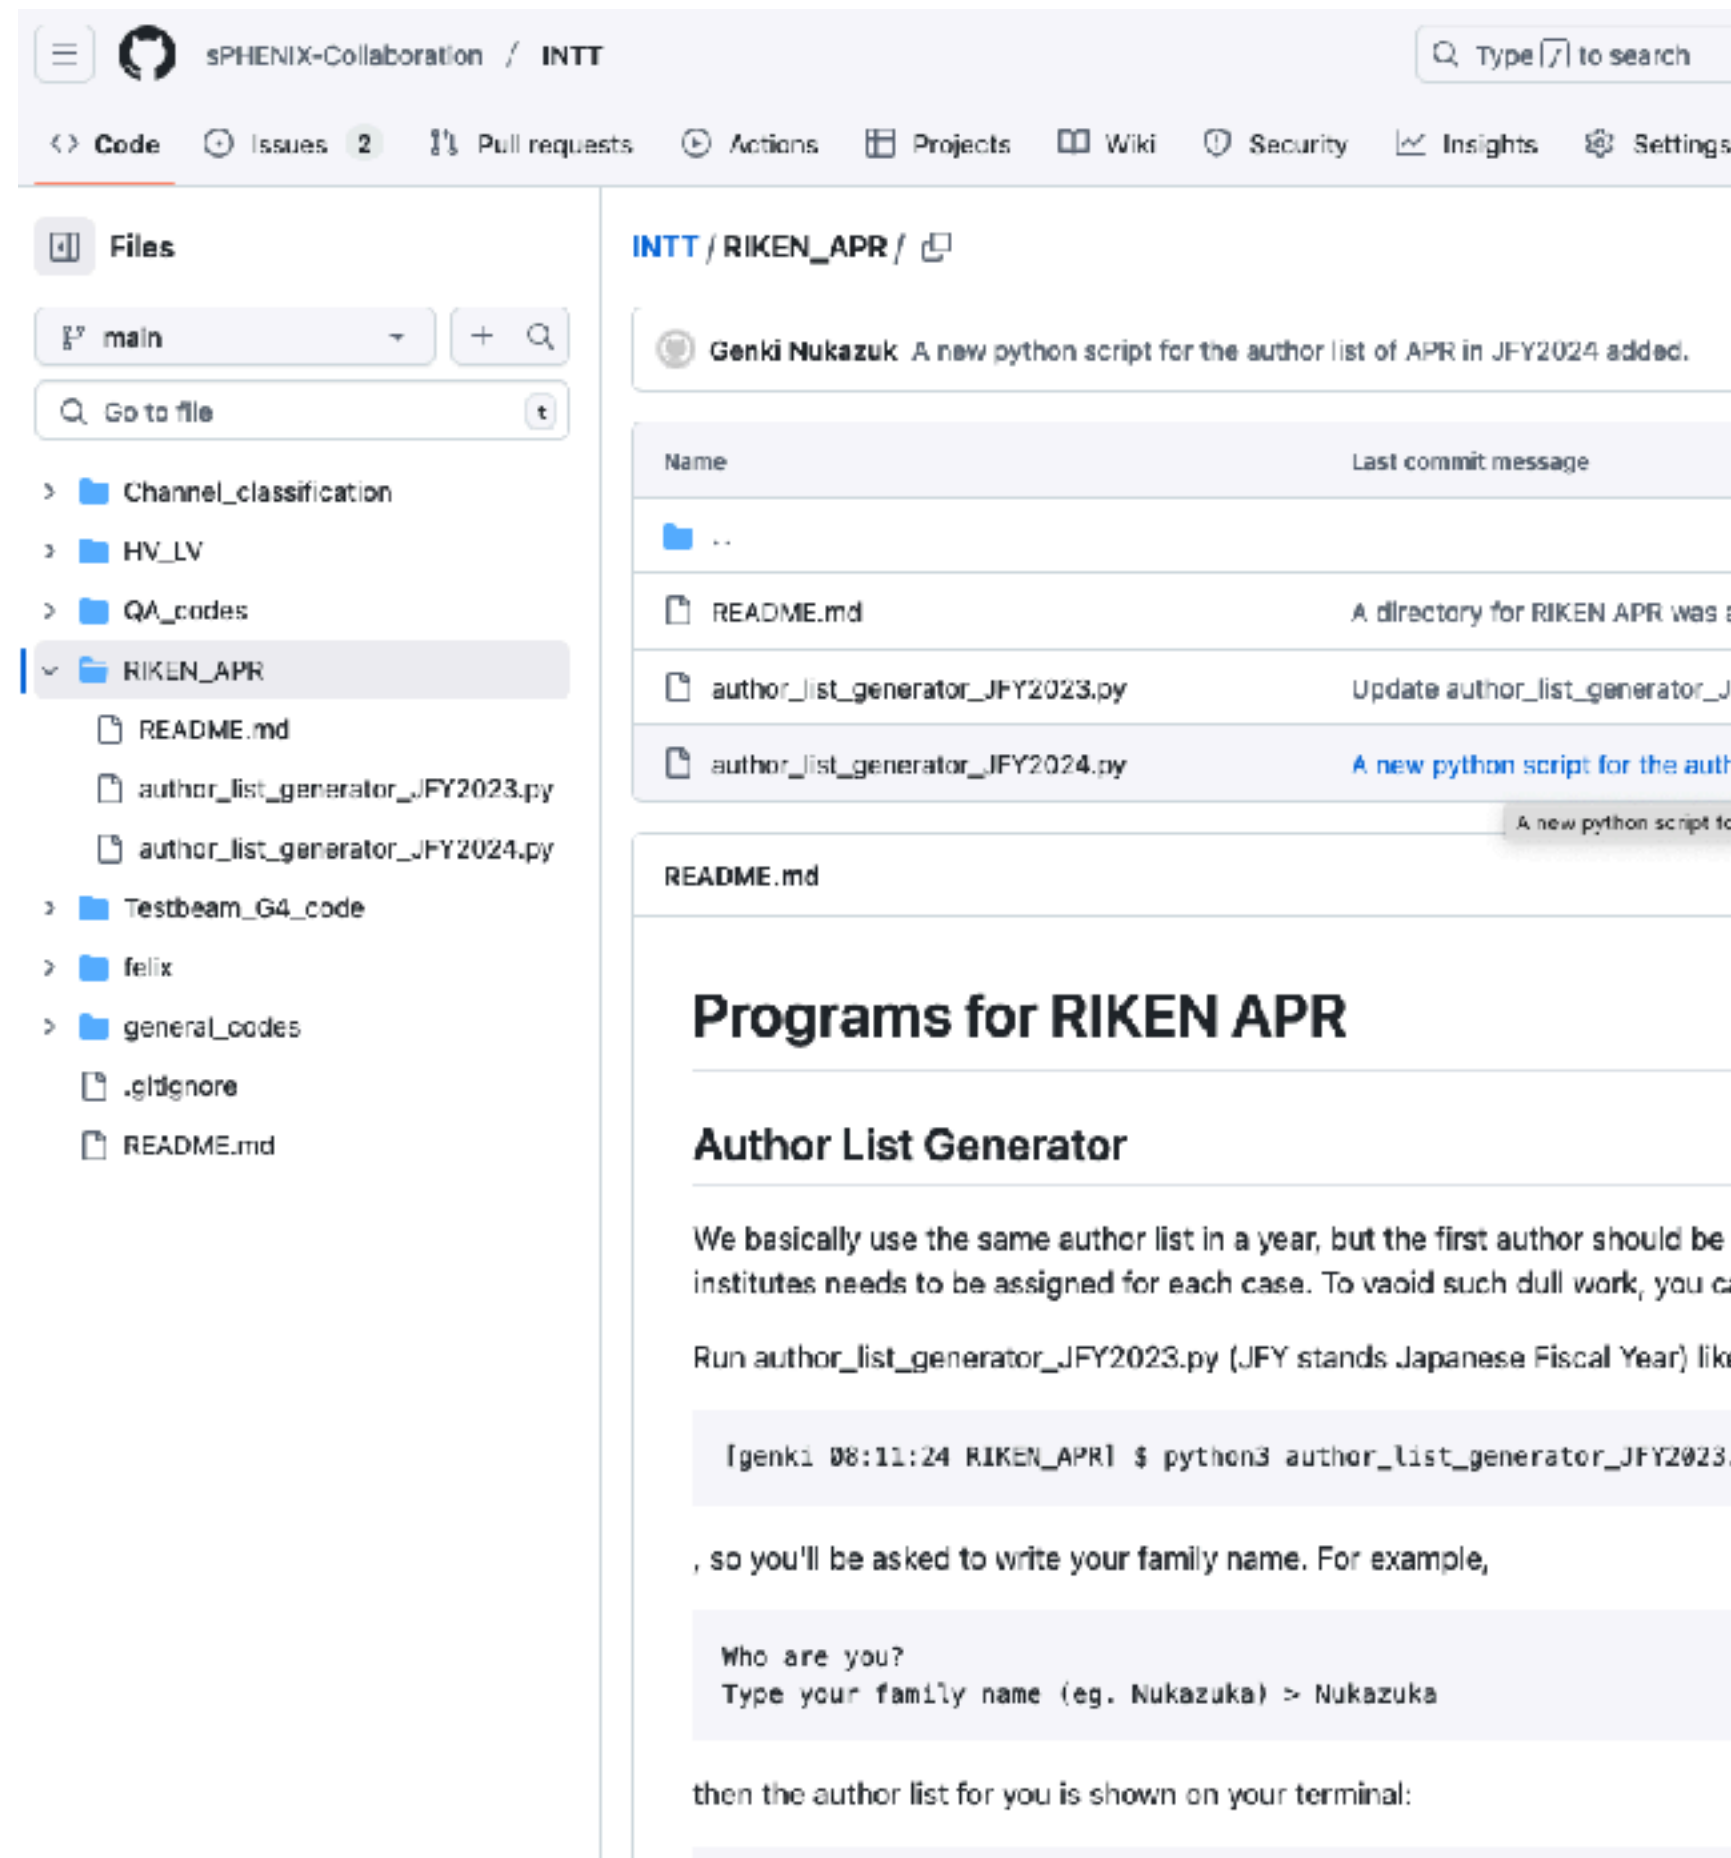 sPHENIX-Collaboration / INTT
Type / to search
Code
Issues 2
Pull requests
Actions
Projects
Wiki
Security
Insights
Settings
Files
main
Go to file
t
Channel_classification
HV_LV
QA_codes
RIKEN_APR
README.md
author_list_generator_JFY2023.py
author_list_generator_JFY2024.py
Testbeam_G4_code
felix
general_codes
.gitignore
README.md
INTT / RIKEN_APR /
Genki Nukazuk A new python script for the author list of APR in JFY2024 added.
Name Last commit message
..
README.md A directory for RIKEN APR was
author_list_generator_JFY2023.py Update author_list_generator_J
author_list_generator_JFY2024.py A new python script for the auth
A new python script fo
README.md
Programs for RIKEN APR
Author List Generator
We basically use the same author list in a year, but the first author should be
institutes needs to be assigned for each case. To vaoid such dull work, you ca
Run author_list_generator_JFY2023.py (JFY stands Japanese Fiscal Year) like
[genki 08:11:24 RIKEN_APR] $ python3 author_list_generator_JFY2023.
, so you'll be asked to write your family name. For example,
Who are you?
Type your family name (eg. Nukazuka) > Nukazuka
then the author list for you is shown on your terminal: